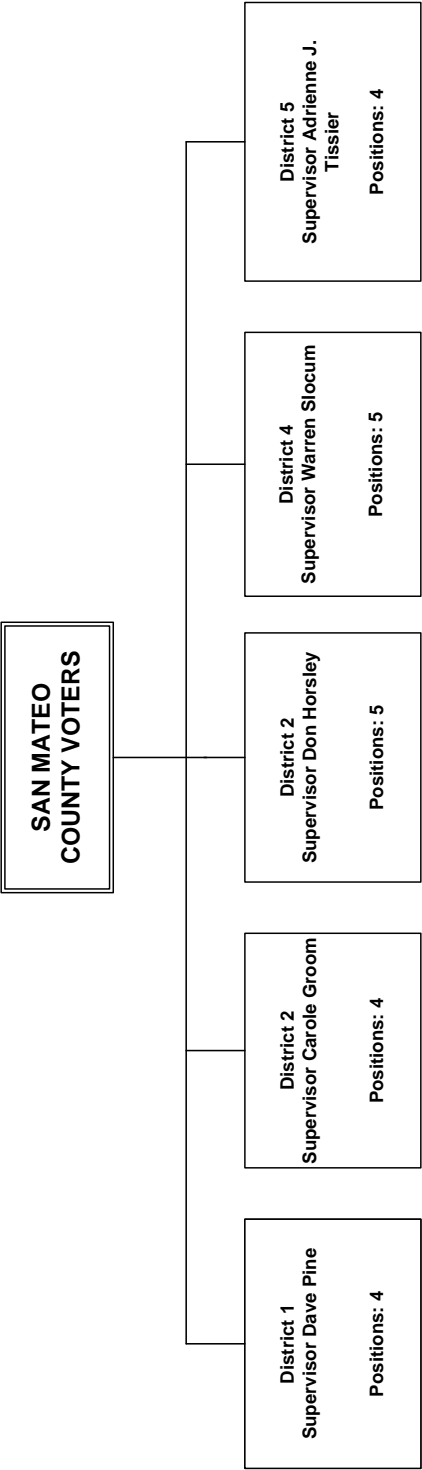 SAN MATEO
COUNTY VOTERS
District 1
Supervisor Dave Pine
Positions: 4
District 2
Supervisor Carole Groom
Positions: 4
District 2
Supervisor Don Horsley
Positions: 5
District 4
Supervisor Warren Slocum
Positions: 5
District 5
Supervisor Adrienne J.
Tissier
Positions: 4